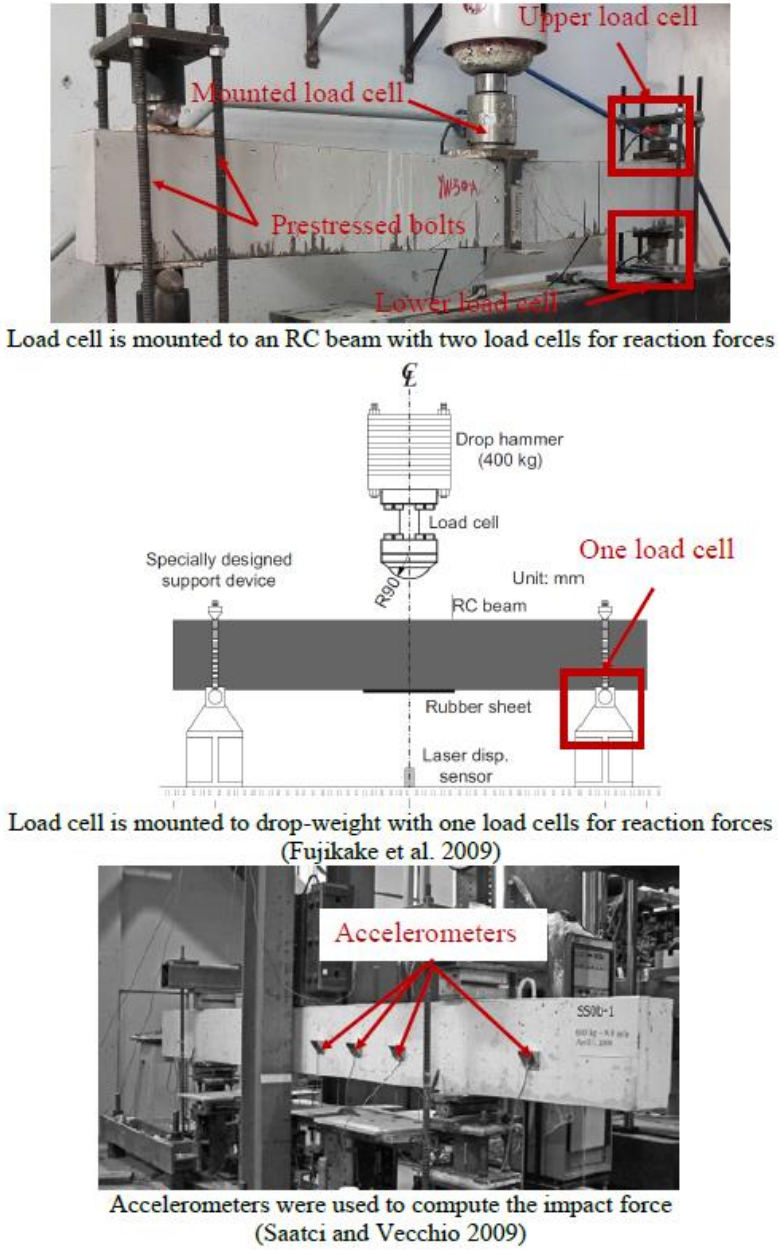 Upper load cell
Mounted load cell
YW30-A
Prestressed bolts
Lower load cell
Load cell is mounted to an RC beam with two load cells for reaction forces
℄
Drop hammer
(400 kg)
Load cell
One load cell
Specially designed
support device
Unit: mm
R90
RC beam
Rubber sheet
Laser disp.
sensor
Load cell is mounted to drop-weight with one load cells for reaction forces
(Fujikake et al. 2009)
Accelerometers
SS0b-1
Accelerometers were used to compute the impact force
(Saatci and Vecchio 2009)